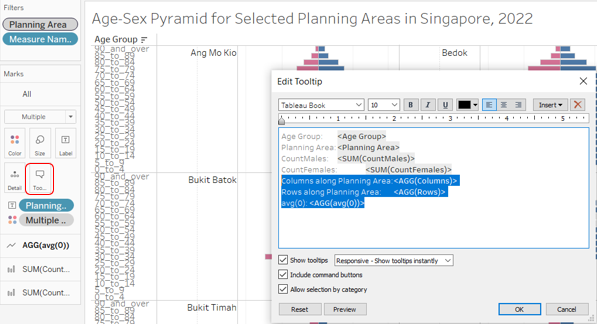 Filters
Planning Area
Measure Nam..
Marks
All
Multiple
Color
Size
Label
Detail
Too...
Planning..
Multiple ..
AGG(avg(0))
SUM(Count...
SUM(Count...
Age-Sex Pyramid for Selected Planning Areas in Singapore, 2022
Age Group
90_and_over
85_to_89
80_to_84
75_to_79
70_to_74
65_to_69
60_to_64
55_to_59
50_to_54
45_to_49
40_to_44
35_to_39
30_to_34
25_to_29
20_to_24
15_to_19
10_to_14
5_to_9
0_to_4
Ang Mo Kio
Bedok
90_and_over
85_to_89
80_to_84
75_to_79
70_to_74
65_to_69
60_to_64
55_to_59
50_to_54
45_to_49
40_to_44
35_to_39
30_to_34
25_to_29
20_to_24
15_to_19
10_to_14
5_to_9
0_to_4
Bukit Batok
90_and_over
85_to_89
80_to_84
Bukit Timah
Edit Tooltip
Tableau Book
10
B
I
U
Insert
1
2
3
4
5
Age Group: <Age Group>
Planning Area: <Planning Area>
CountMales: <SUM(CountMales)>
CountFemales: <SUM(CountFemales)>
Columns along Planning Area: <AGG(Columns)>
Rows along Planning Area: <AGG(Rows)>
avg(0): <AGG(avg(0))>
Show tooltips
Responsive - Show tooltips instantly
Include command buttons
Allow selection by category
Reset
Preview
OK
Cancel